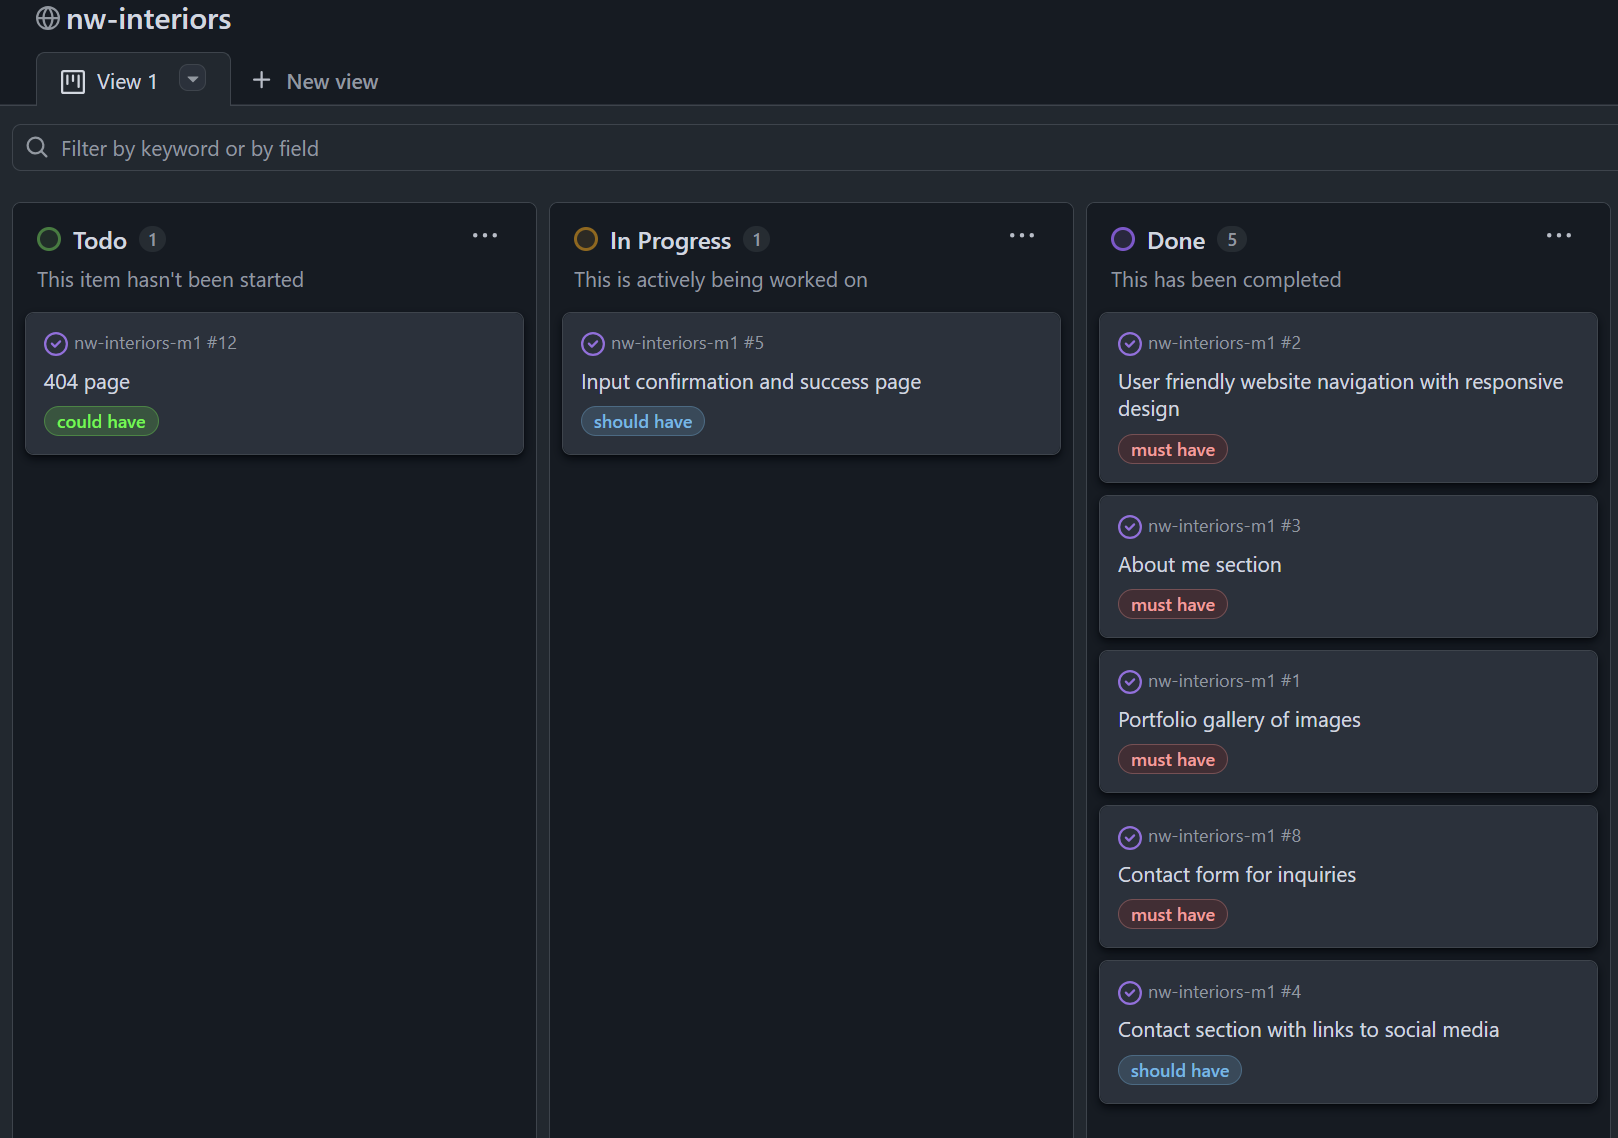 nw-interiors
View 1
New view
Filter by keyword or by field
Todo 1
This item hasn't been started
nw-interiors-m1 #12
404 page
could have
In Progress 1
This is actively being worked on
nw-interiors-m1 #5
Input confirmation and success page
should have
Done 5
This has been completed
nw-interiors-m1 #2
User friendly website navigation with responsive
design
must have
nw-interiors-m1 #3
About me section
must have
nw-interiors-m1 #1
Portfolio gallery of images
must have
nw-interiors-m1 #8
Contact form for inquiries
must have
nw-interiors-m1 #4
Contact section with links to social media
should have